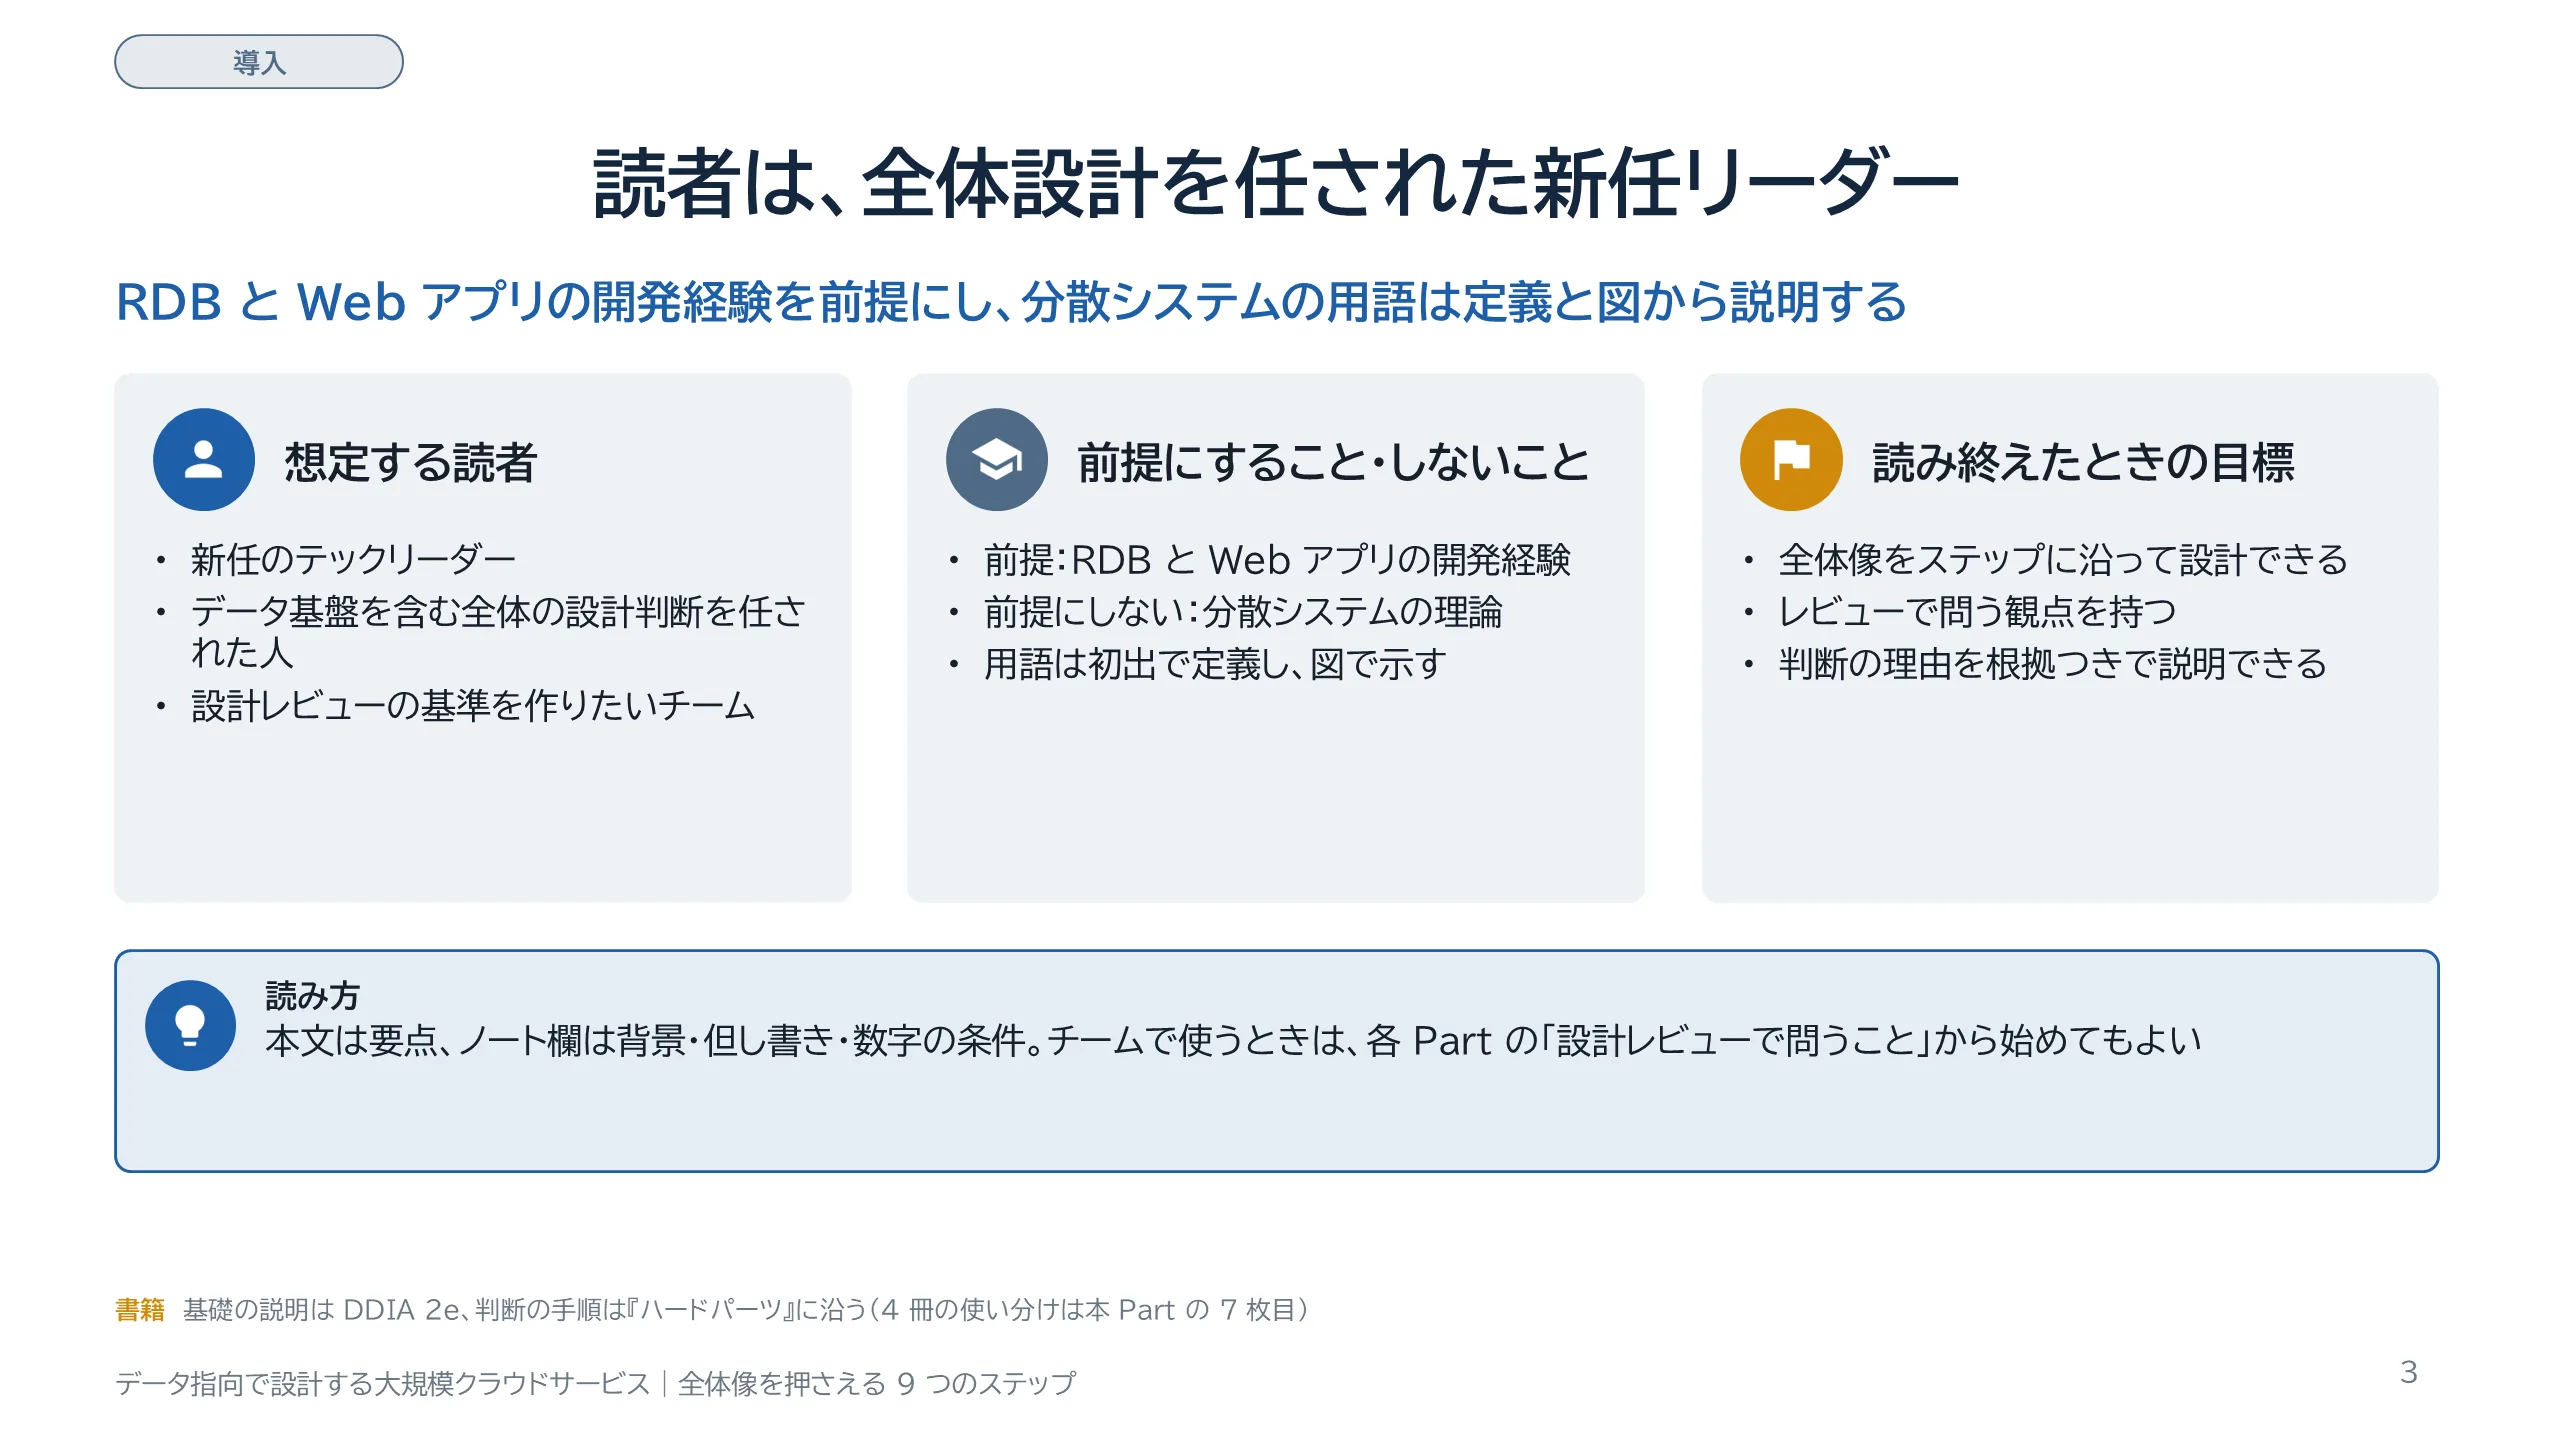 導入
読者は、全体設計を任された新任リーダー
RDB と Web アプリの開発経験を前提にし、分散システムの用語は定義と図から説明する
想定する読者
・ 新任のテックリーダー
・ データ基盤を含む全体の設計判断を任さ
れた人
・ 設計レビューの基準を作りたいチーム
前提にすること・しないこと
・ 前提：RDB と Web アプリの開発経験
・ 前提にしない：分散システムの理論
・ 用語は初出で定義し、図で示す
読み終えたときの目標
・ 全体像をステップに沿って設計できる
・ レビューで問う観点を持つ
・ 判断の理由を根拠つきで説明できる
読み方
本文は要点、ノート欄は背景・但し書き・数字の条件。チームで使うときは、各 Part の「設計レビューで問うこと」から始めてもよい
書籍 基礎の説明は DDIA 2e、判断の手順は『ハードパーツ』に沿う（4 冊の使い分けは本 Part の 7 枚目）
データ指向で設計する大規模クラウドサービス｜全体像を押さえる 9 つのステップ
3